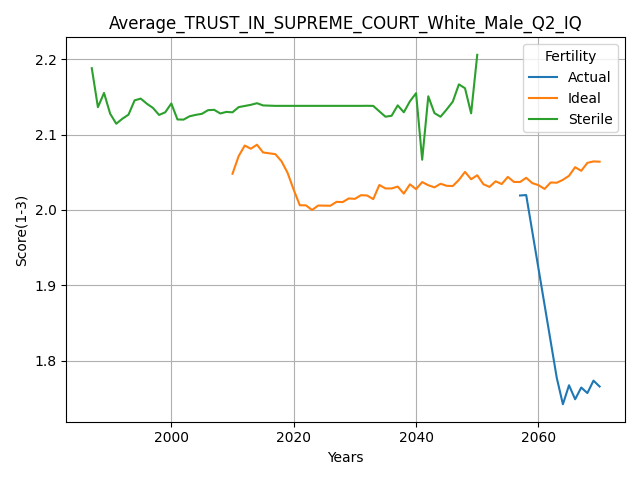 Average_TRUST_IN_SUPREME_COURT_White_Male_Q2_IQ
Fertility
Actual
Ideal
Sterile
Score(1-3)
2.2
2.1
2.0
1.9
1.8
2000 2020 2040 2060
Years